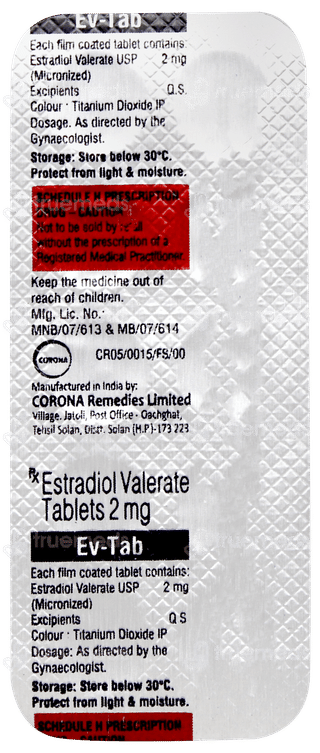 Ev-Tab
Each film coated tablet contains:
Estradiol Valerate USP 2 mg
(Micronized)
Excipients Q.S.
Colour : Titanium Dioxide IP
Dosage: As directed by the
Gynaecologist.
Storage: Store below 30°C.
Protect from light & moisture.
SCHEDULE H PRESCRIPTION
DRUG - CAUTION
Not to be sold by retail
without the prescription of a
Registered Medical Practitioner.
Keep the medicine out of
reach of children.
Mfg. Lic. No.:
MNB/07/613 & MB/07/614
CORONA
CR05/0015/FS/00
Manufactured in India by:
CORONA Remedies Limited
Village. Jatoli, Post Office - Oachghat,
Tehsil Solan, Distt. Solan (H.P.)-173 223
Rx Estradiol Valerate
Tablets 2 mg
Ev-Tab
Each film coated tablet contains:
Estradiol Valerate USP 2 mg
(Micronized)
Excipients Q.S
Colour : Titanium Dioxide IP
Dosage: As directed by the
Gynaecologist.
Storage: Store below 30°C.
Protect from light & moisture.
SCHEDULE H PRESCRIPTION
CAUTION